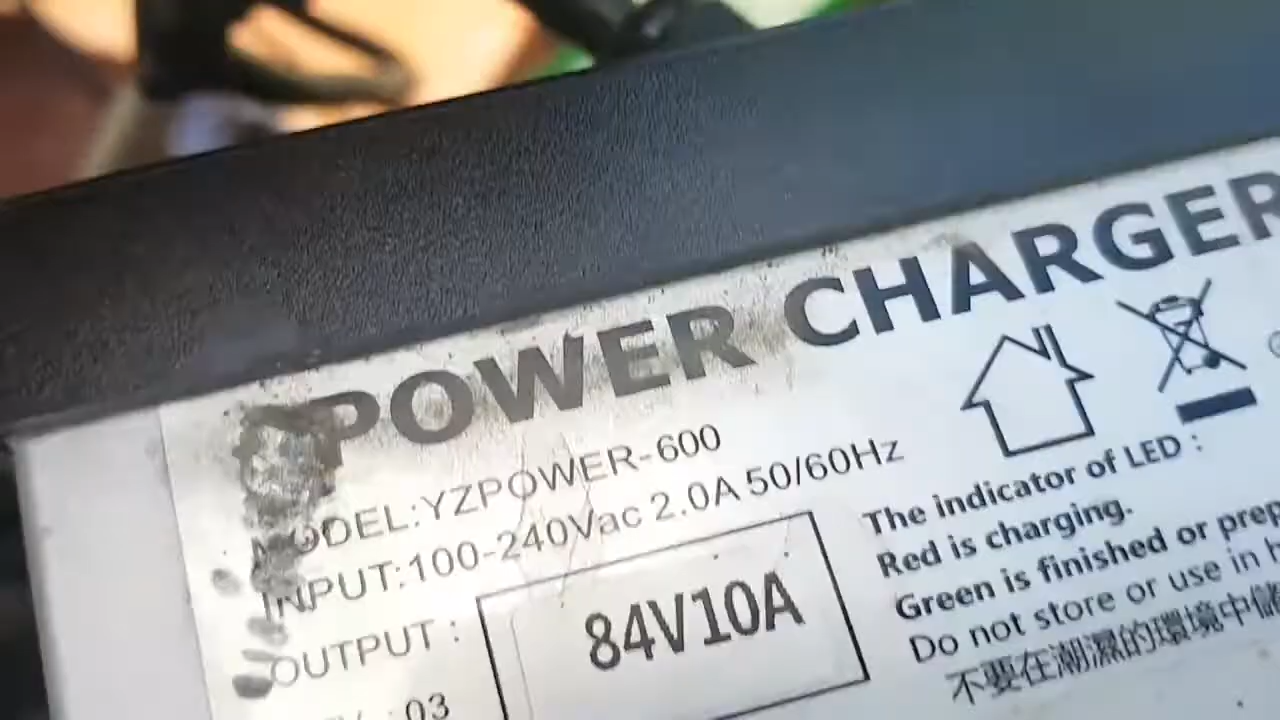 POWER CHARGER
MODEL:YZPOWER-600
INPUT:100-240Vac 2.0A 50/60Hz
OUTPUT :
84V10A
: 03
The indicator of LED :
Red is charging.
Green is finished or
Do not store or use in
不要在潮濕的環境中儲